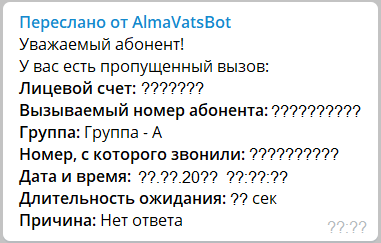 Переслано от AlmaVatsBot
Уважаемый абонент!
У вас есть пропущенный вызов:
Лицевой счет: ???????
Вызываемый номер абонента: ??????????
Группа: Группа - А
Номер, с которого звонили: ??????????
Дата и время: ??.??.20?? ??:??:??
Длительность ожидания: ?? сек
Причина: Нет ответа
??:??